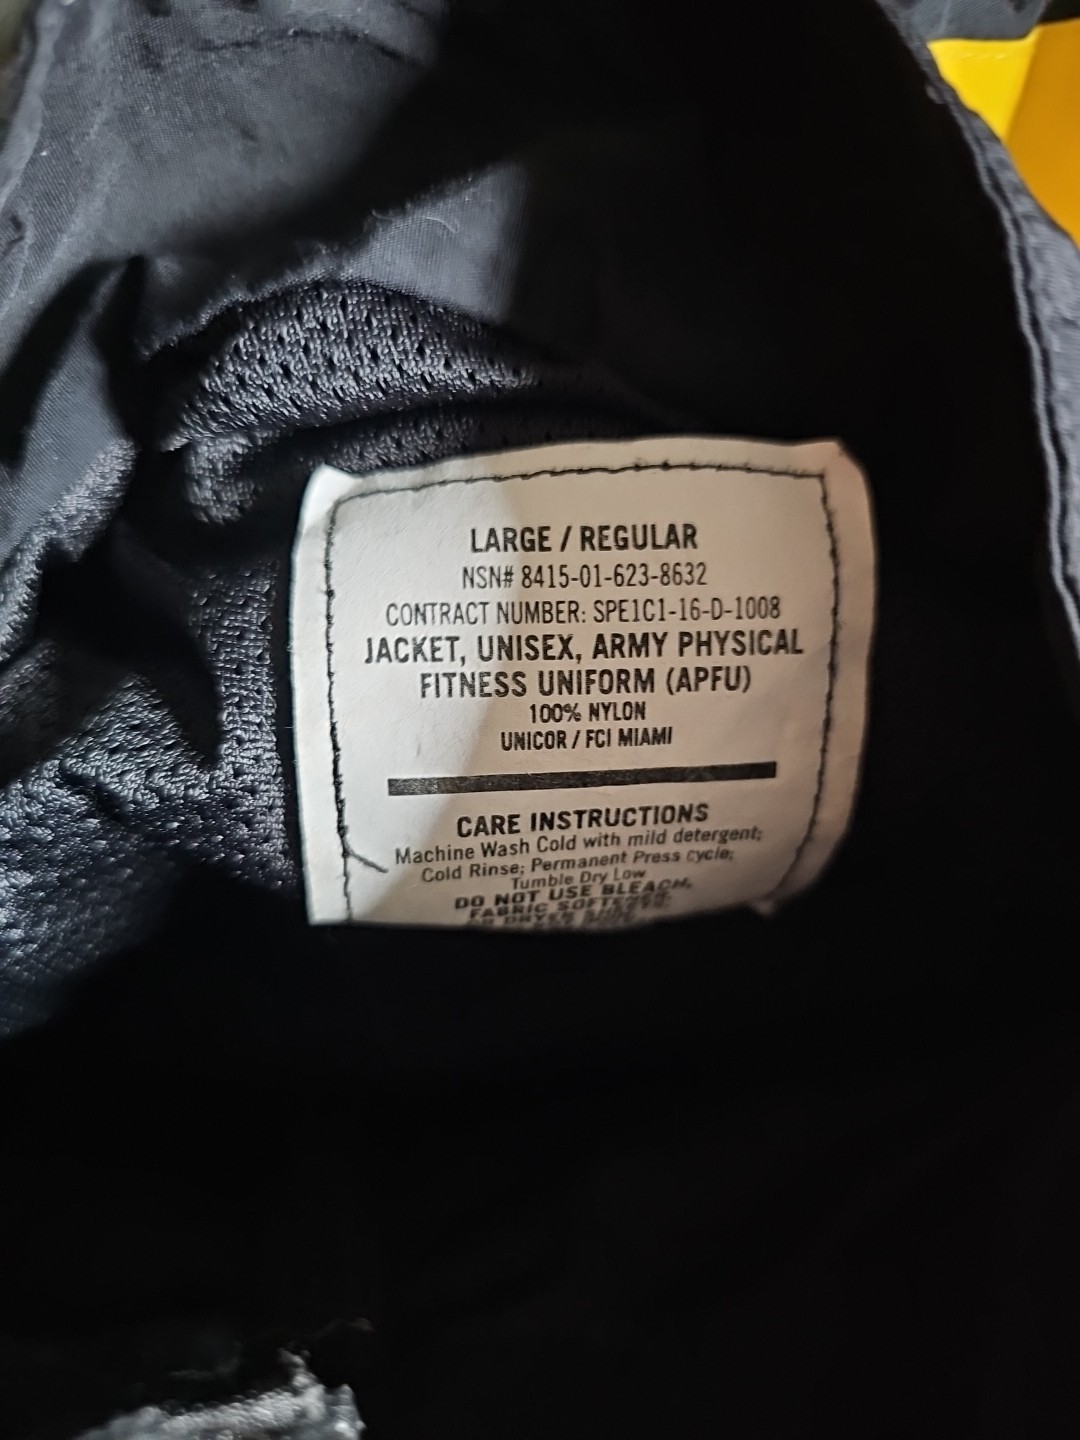 LARGE / REGULAR
NSN# 8415-01-623-8632
CONTRACT NUMBER: SPE1C1-16-D-1008
JACKET, UNISEX, ARMY PHYSICAL
FITNESS UNIFORM (APFU)
100% NYLON
UNICOR / FCI MIAMI
CARE INSTRUCTIONS
Machine Wash Cold with mild detergent;
Cold Rinse; Permanent Press cycle;
Tumble Dry Low
DO NOT USE BLEACH,
FABRIC SOFTENER